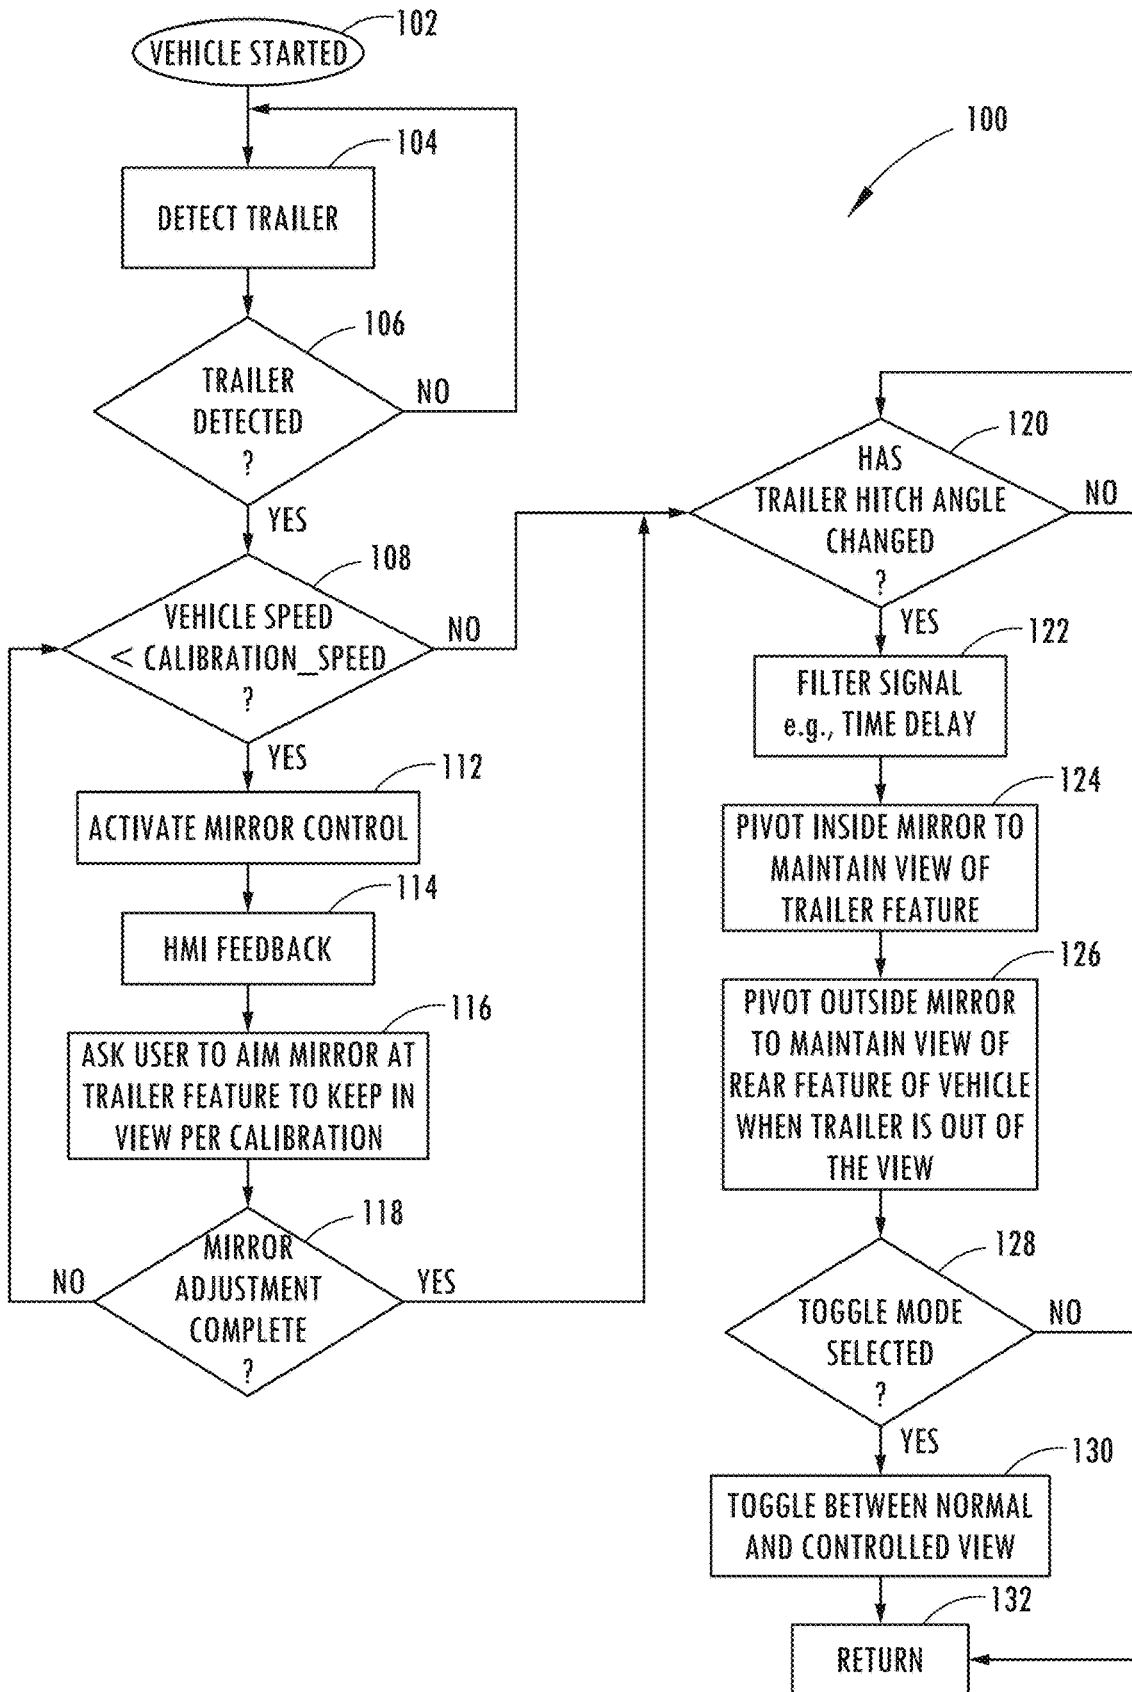 102
VEHICLE STARTED
104
DETECT TRAILER
106
TRAILER
DETECTED
?
NO
YES
108
VEHICLE SPEED
< CALIBRATION_SPEED
?
NO
YES
112
ACTIVATE MIRROR CONTROL
114
HMI FEEDBACK
116
ASK USER TO AIM MIRROR AT
TRAILER FEATURE TO KEEP IN
VIEW PER CALIBRATION
118
MIRROR
ADJUSTMENT
COMPLETE
?
NO
YES
100
120
HAS
TRAILER HITCH ANGLE
CHANGED
?
NO
YES
122
FILTER SIGNAL
e.g., TIME DELAY
124
PIVOT INSIDE MIRROR TO
MAINTAIN VIEW OF
TRAILER FEATURE
126
PIVOT OUTSIDE MIRROR
TO MAINTAIN VIEW OF
REAR FEATURE OF VEHICLE
WHEN TRAILER IS OUT OF
THE VIEW
128
TOGGLE MODE
SELECTED
?
NO
YES
130
TOGGLE BETWEEN NORMAL
AND CONTROLLED VIEW
132
RETURN